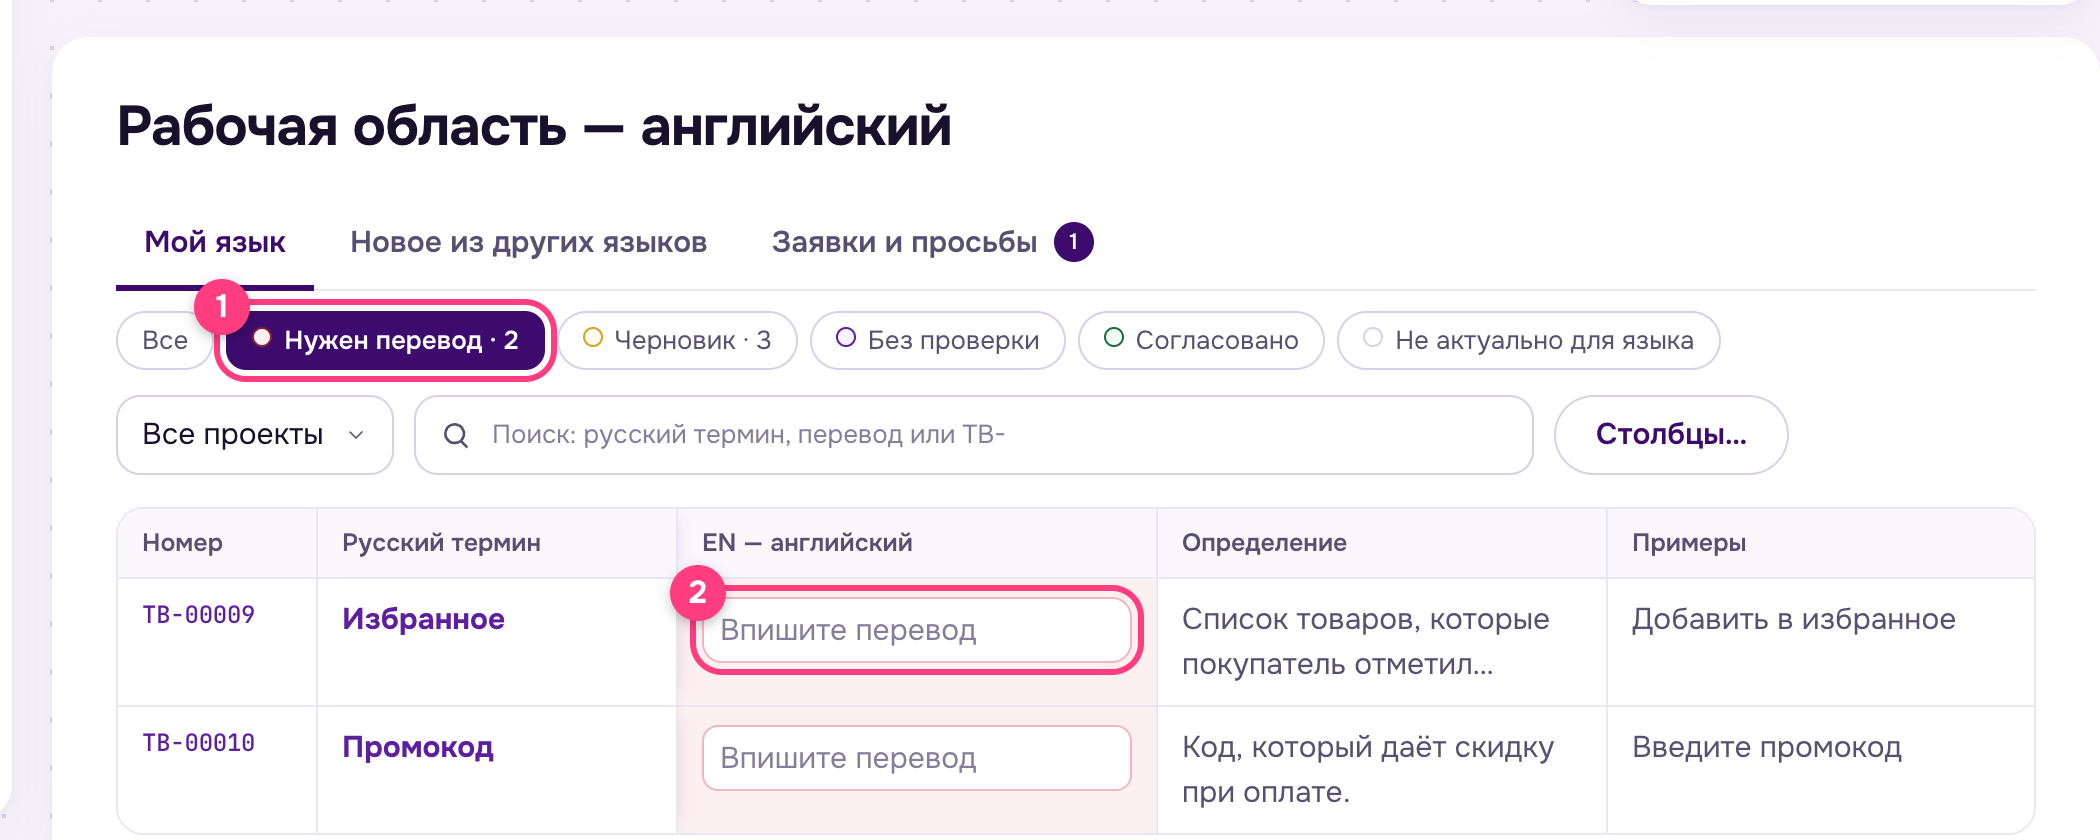 Рабочая область — английский
Мой язык Новое из других языков Заявки и просьбы 1
1
Все Нужен перевод · 2 Черновик · 3 Без проверки Согласовано Не актуально для языка
Все проекты Поиск: русский термин, перевод или TB- Столбцы...
Номер Русский термин EN — английский Определение Примеры
2
TB-00009 Избранное Впишите перевод Список товаров, которые Добавить в избранное
покупатель отметил...
TB-00010 Промокод Впишите перевод Код, который даёт скидку Введите промокод
при оплате.